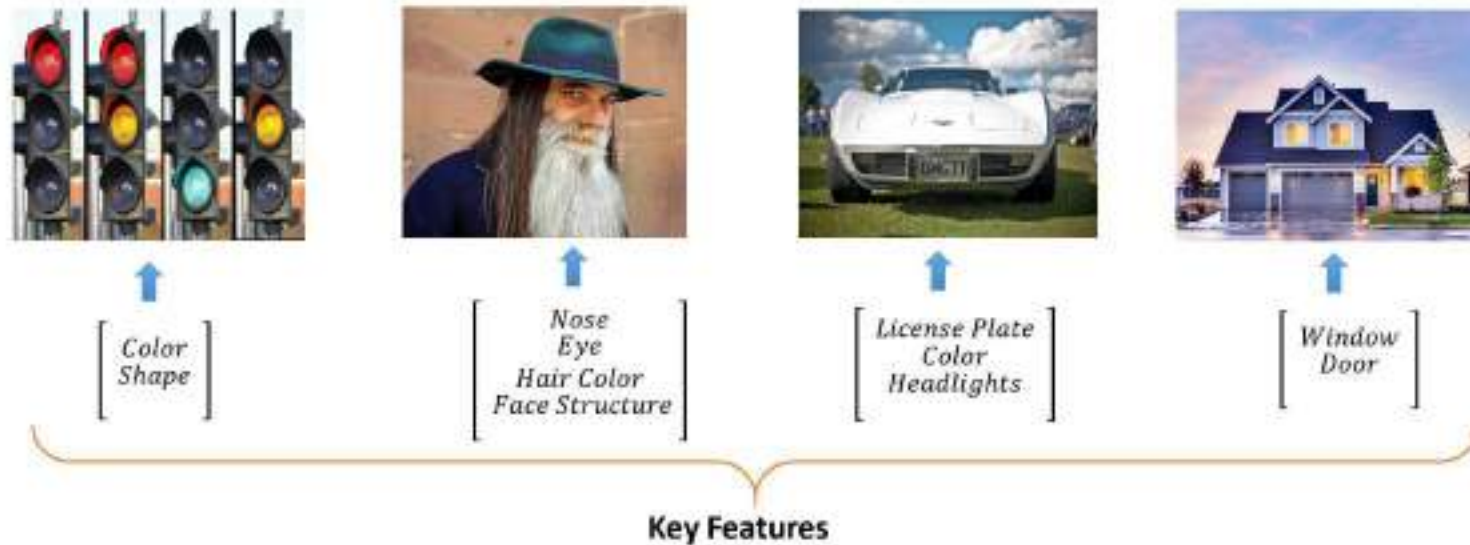 Color
Shape
Nose
Eye
Hair Color
Face Structure
License Plate
Color
Headlights
Window
Door
Key Features